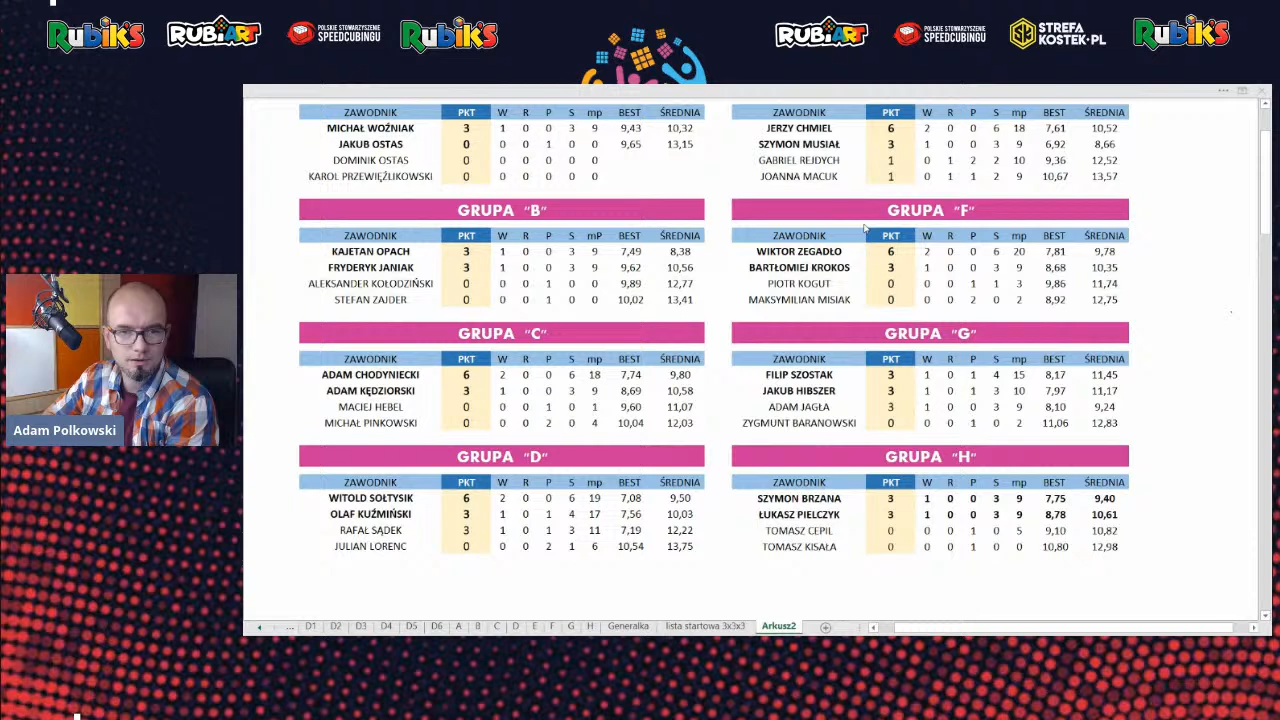 RUBIK'S RUBIART POLSKIE STOWARZYSZENIE SPEEDCUBINGU RUBIK'S RUBIART POLSKIE STOWARZYSZENIE SPEEDCUBINGU STREFA KOSTEK.PL RUBIK'S
ZAWODNIK PKT W R P S mp BEST ŚREDNIA
MICHAŁ WOŹNIAK 3 1 0 0 3 9 9,43 10,32
JAKUB OSTAS 0 0 0 1 0 0 9,65 13,15
DOMINIK OSTAS 0 0 0 0 0 0
KAROL PRZEWIĘŹLIKOWSKI 0 0 0 0 0 0
ZAWODNIK PKT W R P S mp BEST ŚREDNIA
JERZY CHMIEL 6 2 0 0 6 18 7,61 10,52
SZYMON MUSIAŁ 3 1 0 0 3 9 6,92 8,66
GABRIEL REJDYCH 1 0 1 2 2 10 9,36 12,52
JOANNA MACUK 1 0 1 1 2 9 10,67 13,57
GRUPA "B"
ZAWODNIK PKT W R P S mP BEST ŚREDNIA
KAJETAN OPACH 3 1 0 0 3 9 7,49 8,38
FRYDERYK JANIAK 3 1 0 0 3 9 9,62 10,56
ALEKSANDER KOŁODZIŃSKI 0 0 0 1 0 0 9,89 12,77
STEFAN ZAJDER 0 0 0 1 0 0 10,02 13,41
GRUPA "F"
ZAWODNIK PKT W R P S mp BEST ŚREDNIA
WIKTOR ZEGADŁO 6 2 0 0 6 20 7,81 9,78
BARTŁOMIEJ KROKOS 3 1 0 0 3 9 8,68 10,35
PIOTR KOGUT 0 0 0 1 1 3 9,86 11,74
MAKSYMILIAN MISIAK 0 0 0 2 0 2 8,92 12,75
GRUPA "C"
ZAWODNIK PKT W R P S mp BEST ŚREDNIA
ADAM CHODYNIECKI 6 2 0 0 6 18 7,74 9,80
ADAM KĘDZIORSKI 3 1 0 0 3 9 8,69 10,58
MACIEJ HEBEL 0 0 0 1 0 1 9,60 11,07
MICHAŁ PINKOWSKI 0 0 0 2 0 4 10,04 12,03
GRUPA "G"
ZAWODNIK PKT W R P S mp BEST ŚREDNIA
FILIP SZOSTAK 3 1 0 1 4 15 8,17 11,45
JAKUB HIBSZER 3 1 0 1 3 10 7,97 11,17
ADAM JAGŁA 3 1 0 0 3 9 8,10 9,24
ZYGMUNT BARANOWSKI 0 0 0 1 0 2 11,06 12,83
GRUPA "D"
ZAWODNIK PKT W R P S mp BEST ŚREDNIA
WITOLD SOŁTYSIK 6 2 0 0 6 19 7,08 9,50
OLAF KUŹMIŃSKI 3 1 0 1 4 17 7,56 10,03
RAFAŁ SĄDEK 3 1 0 1 3 11 7,19 12,22
JULIAN LORENC 0 0 0 2 1 6 10,54 13,75
GRUPA "H"
ZAWODNIK PKT W R P S mp BEST ŚREDNIA
SZYMON BRZANA 3 1 0 0 3 9 7,75 9,40
ŁUKASZ PIELCZYK 3 1 0 0 3 9 8,78 10,61
TOMASZ CEPIL 0 0 0 1 0 5 9,10 10,82
TOMASZ KISAŁA 0 0 0 1 0 0 10,80 12,98
Adam Polkowski
... D1 D2 D3 D4 D5 D6 A B C D E F G H Generalka lista startowa 3x3x3 Arkusz2